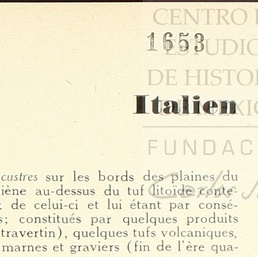 CENTRO
1653
ESTUDIO
DE HISTOR
Italien
FUNDAC
custres sur les bords des plaines du
iène au-dessus du tuf litoïde conte-
de celui-ci et lui étant par consé-
s; constitués par quelques produits
travertin), quelques tufs volcaniques,
marnes et graviers (fin de l'ère qua-